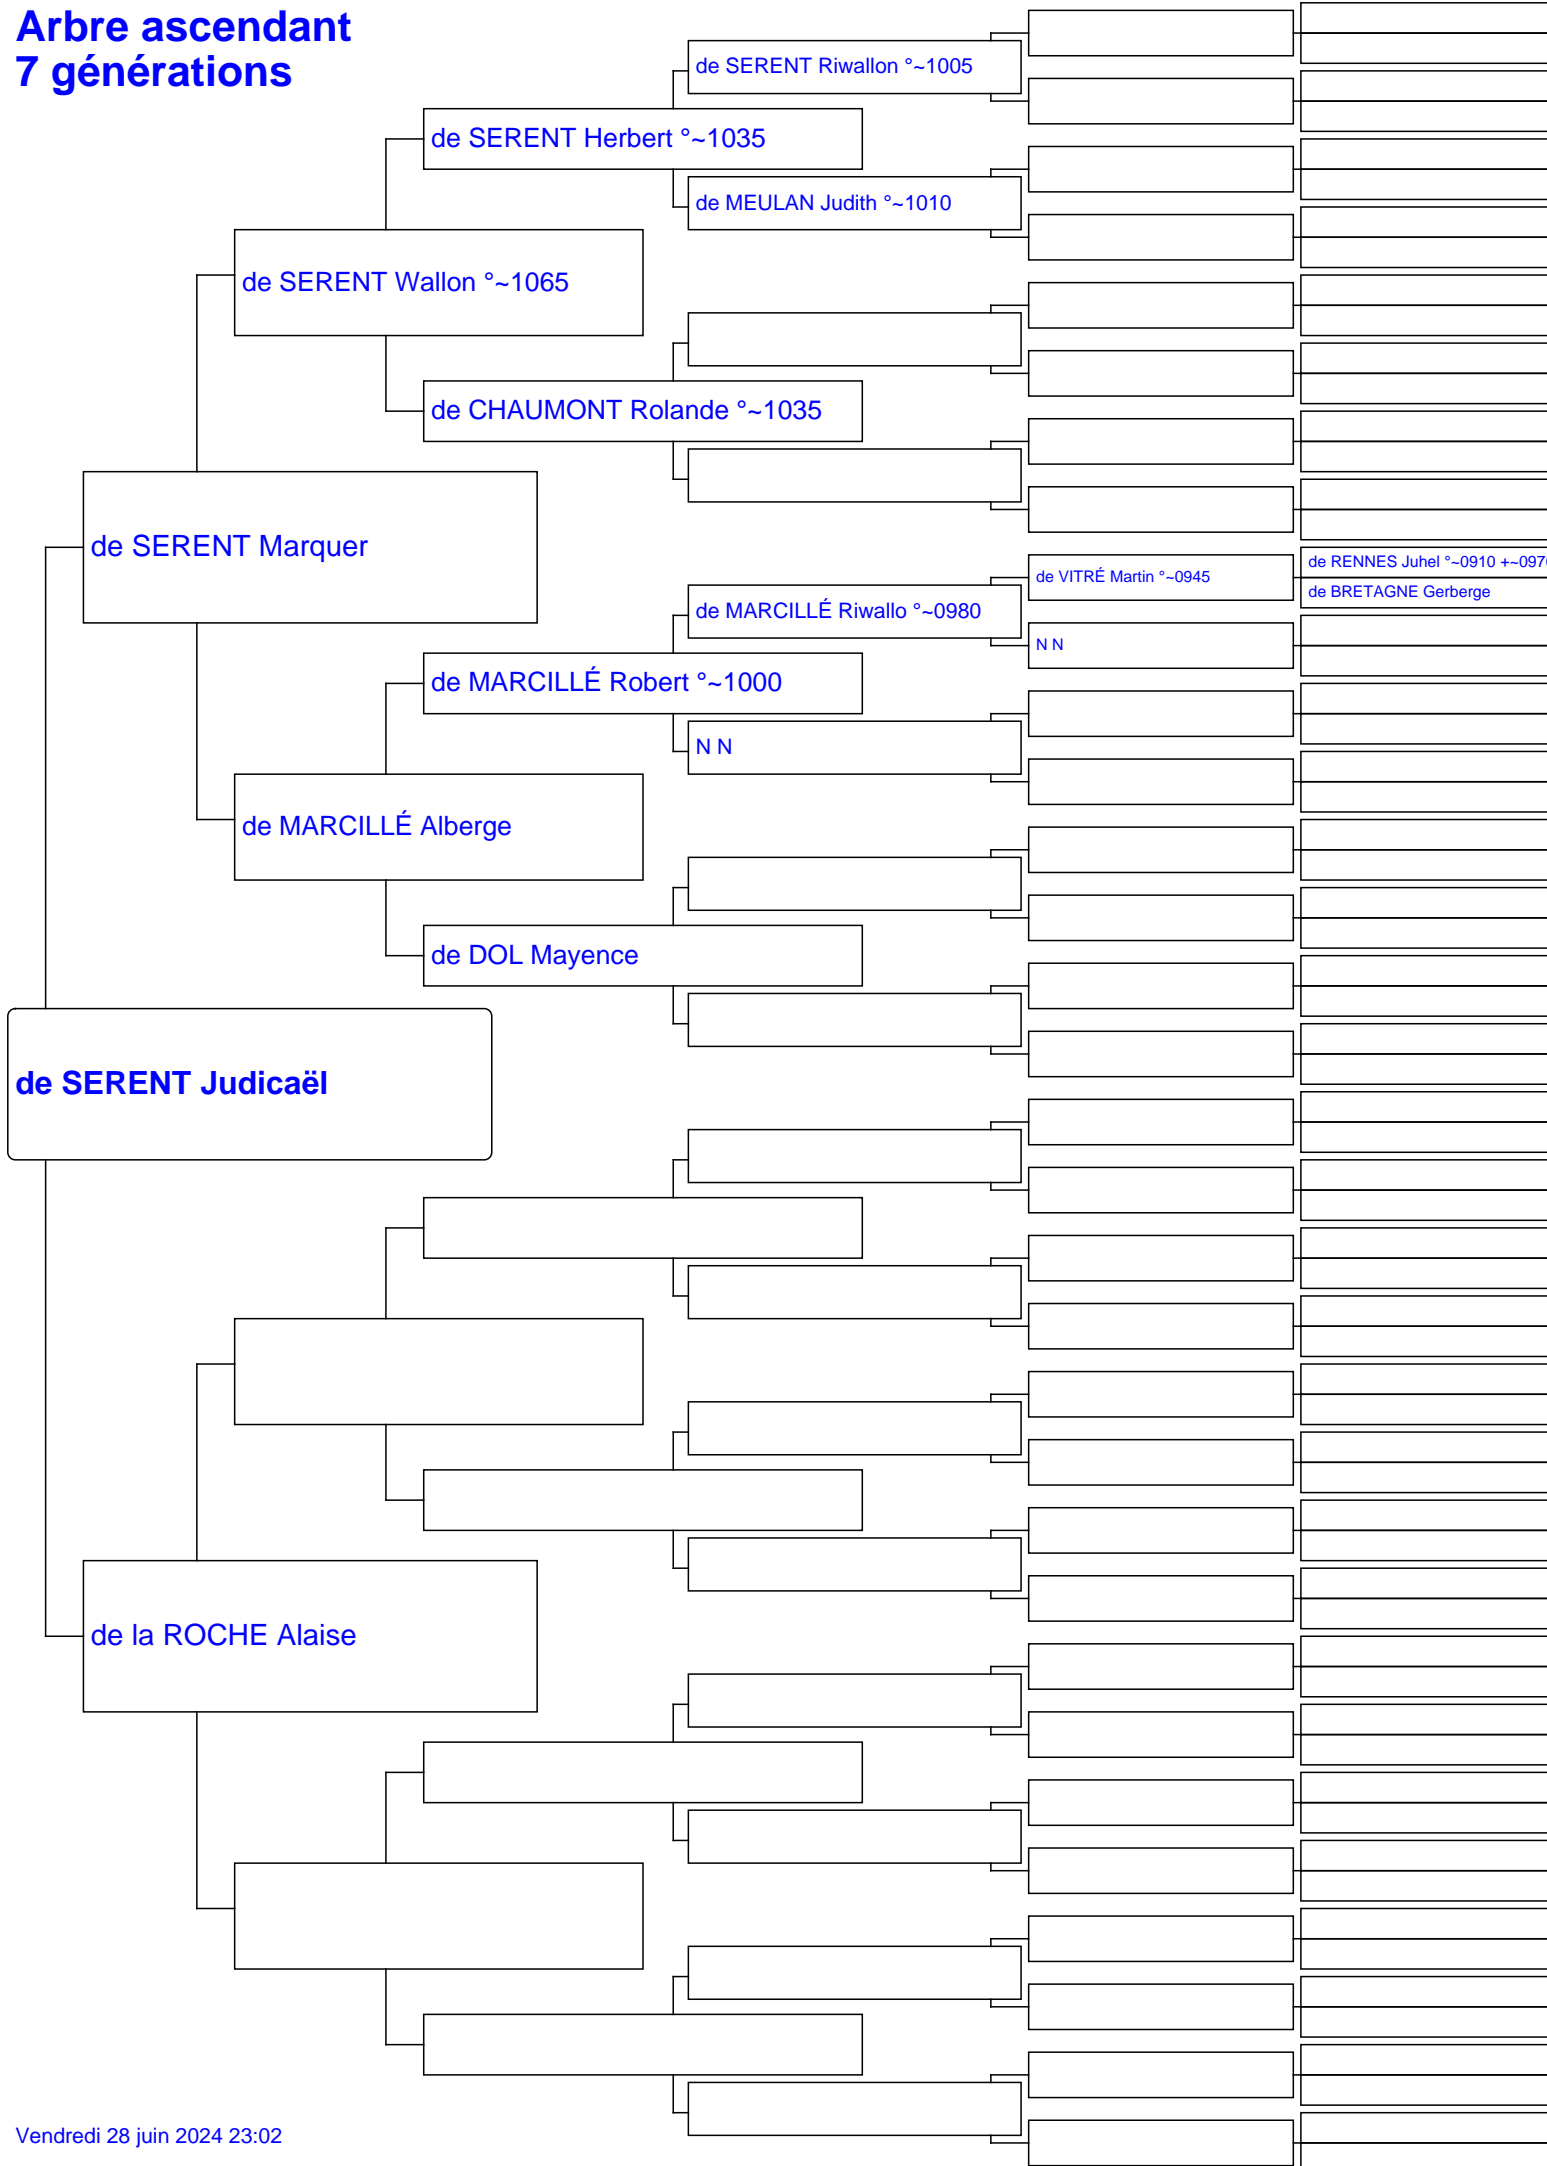 Arbre ascendant
7 générations
de SERENT Riwallon °~1005
de SERENT Herbert °~1035
de MEULAN Judith °~1010
de SERENT Wallon °~1065
de CHAUMONT Rolande °~1035
de SERENT Marquer
de RENNES Juhel °~0910 +~097
de VITRÉ Martin °~0945
de BRETAGNE Gerberge
de MARCILLÉ Riwallo °~0980
N N
de MARCILLÉ Robert °~1000
N N
de MARCILLÉ Alberge
de DOL Mayence
de SERENT Judicaël
de la ROCHE Alaise
Vendredi 28 juin 2024 23:02